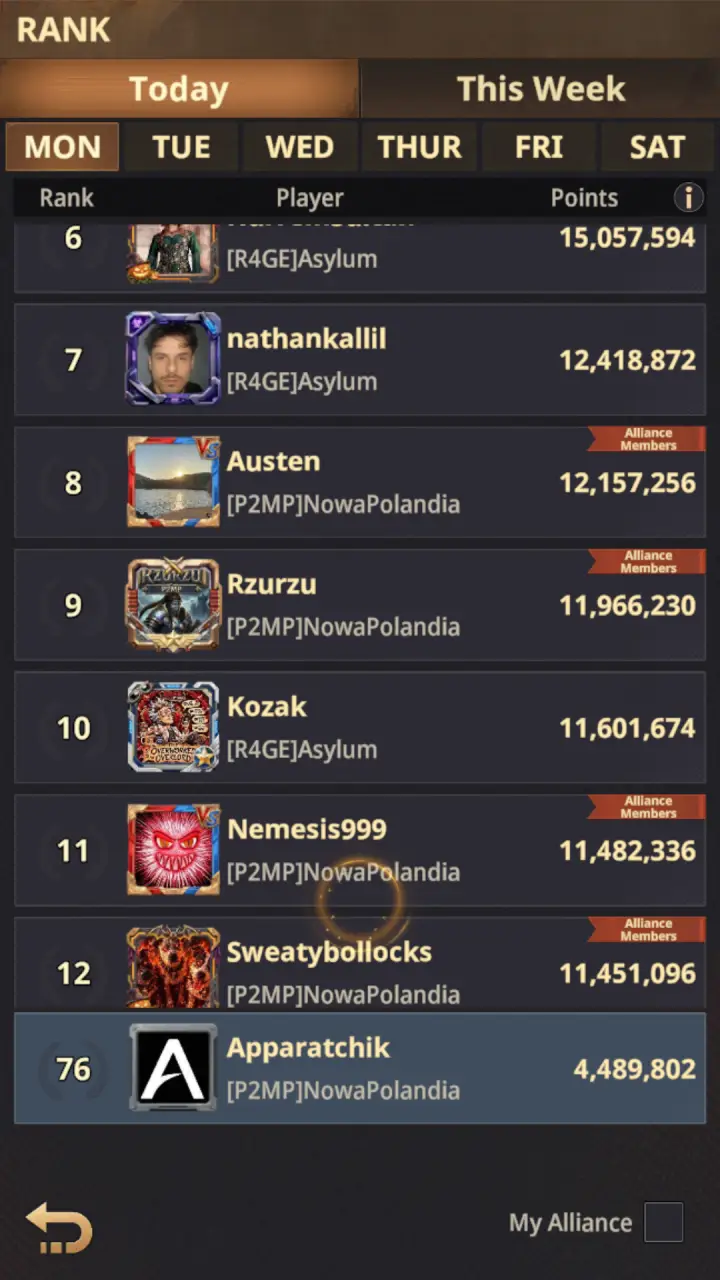 RANK
Today This Week
MON TUE WED THUR FRI SAT
Rank Player Points i
6 [R4GE]Asylum 15,057,594
7 nathankallil [R4GE]Asylum 12,418,872
Alliance Members
8 Austen [P2MP]NowaPolandia 12,157,256
Alliance Members
9 Rzurzu [P2MP]NowaPolandia 11,966,230
10 Kozak [R4GE]Asylum 11,601,674
Alliance Members
11 Nemesis999 [P2MP]NowaPolandia 11,482,336
Alliance Members
12 Sweatybollocks [P2MP]NowaPolandia 11,451,096
76 Apparatchik [P2MP]NowaPolandia 4,489,802
My Alliance